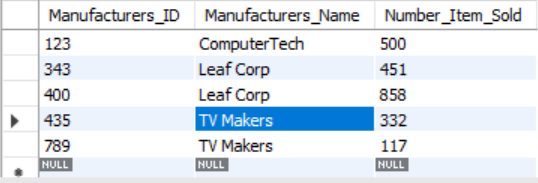 Manufacturers_ID Manufacturers_Name Number_Item_Sold
123 ComputerTech 500
343 Leaf Corp 451
400 Leaf Corp 858
435 TV Makers 332
789 TV Makers 117
NULL NULL NULL